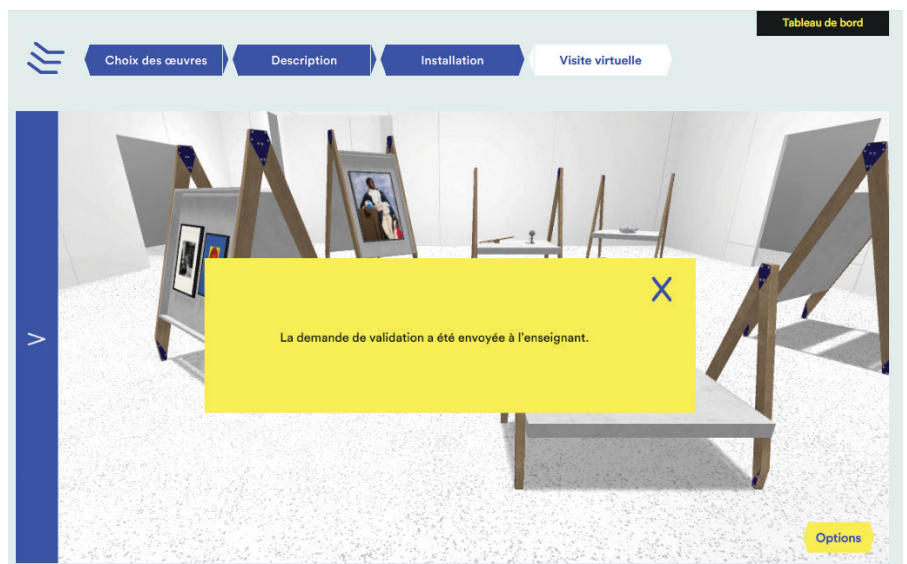 Tableau de bord
Choix des œuvres
Description
Installation
Visite virtuelle
La demande de validation a été envoyée à l'enseignant.
Options